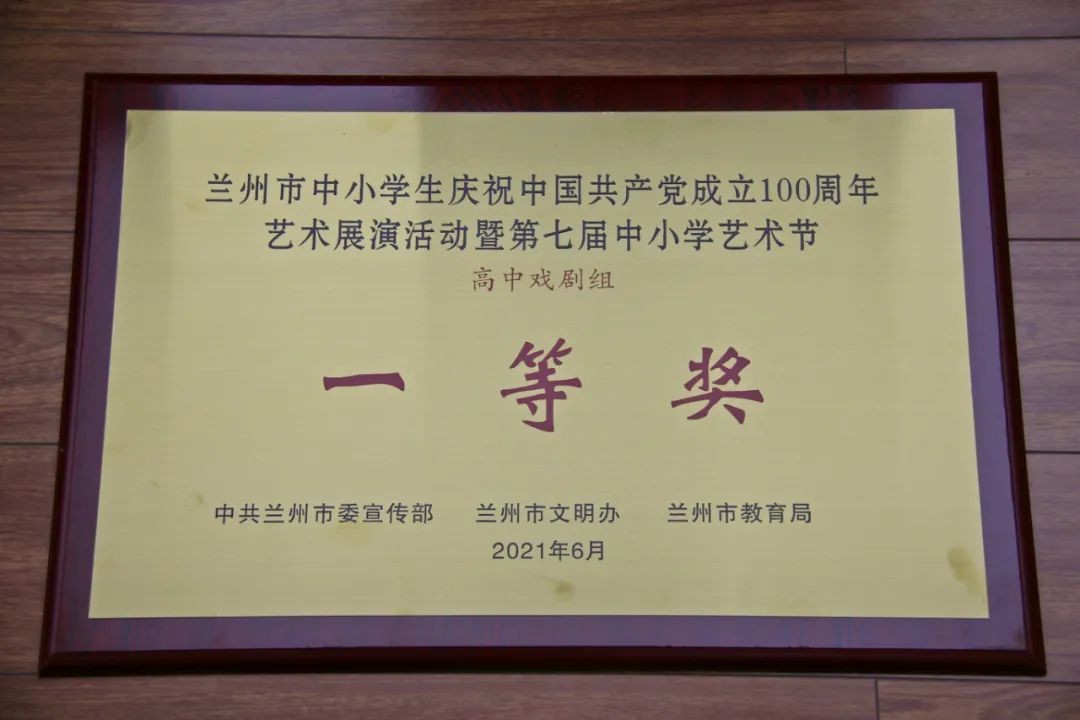 兰州市中小学生庆祝中国共产党成立100周年
艺术展演活动暨第七届中小学艺术节
高中戏剧组
一等奖
中共兰州市委宣传部 兰州市文明办 兰州市教育局
2021年6月